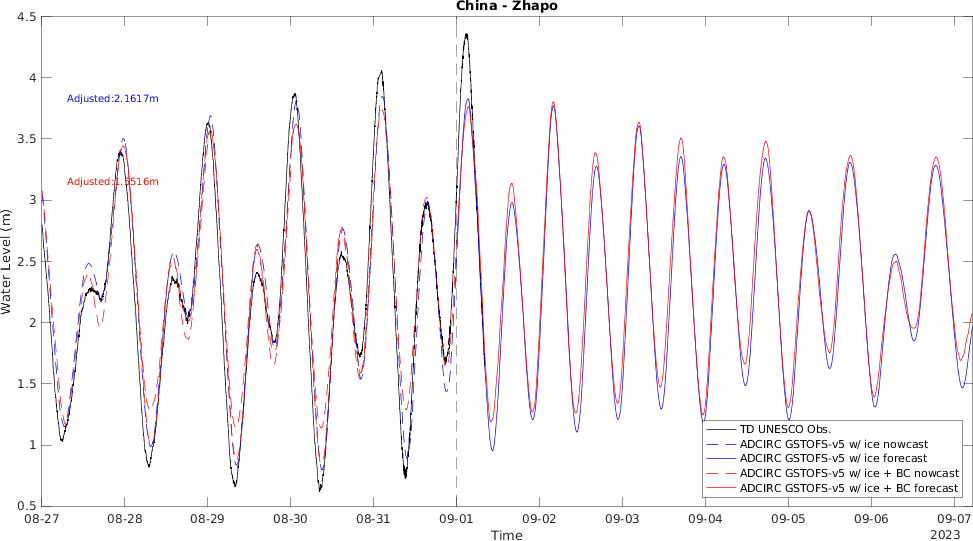 China - Zhapo
4.5
4
3.5
3
2.5
2
1.5
1
0.5
Water Level (m)
Adjusted:2.1617m
Adjusted:1.5516m
TD UNESCO Obs.
ADCIRC GSTOFS-v5 w/ ice nowcast
ADCIRC GSTOFS-v5 w/ ice forecast
ADCIRC GSTOFS-v5 w/ ice + BC nowcast
ADCIRC GSTOFS-v5 w/ ice + BC forecast
08-27 08-28 08-29 08-30 08-31 09-01 09-02 09-03 09-04 09-05 09-06 09-07
Time
2023